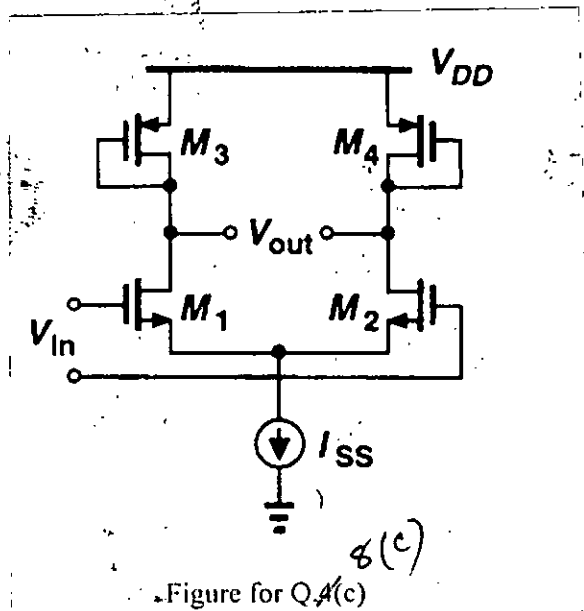 V_DD
M_3
M_4
V_out
M_1
M_2
V_In
I_SS
8(c)
Figure for Q.4(c)